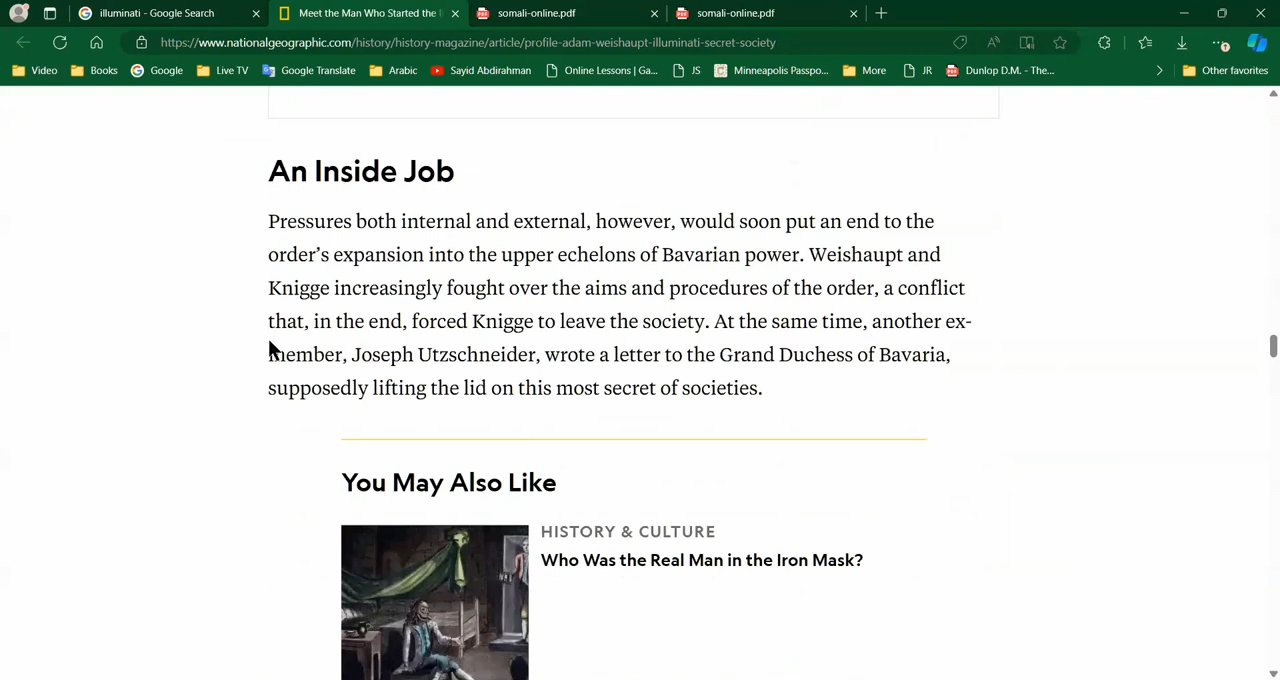 illuminati - Google Search
Meet the Man Who Started the I
somali-online.pdf
somali-online.pdf
https://www.nationalgeographic.com/history/history-magazine/article/profile-adam-weishaupt-illuminati-secret-society
Video Books Google Live TV Google Translate Arabic Sayid Abdirahman Online Lessons | Ga... JS Minneapolis Passpo... More JR Dunlop D.M. - The... Other favorites
An Inside Job
Pressures both internal and external, however, would soon put an end to the
order’s expansion into the upper echelons of Bavarian power. Weishaupt and
Knigge increasingly fought over the aims and procedures of the order, a conflict
that, in the end, forced Knigge to leave the society. At the same time, another ex-
member, Joseph Utzschneider, wrote a letter to the Grand Duchess of Bavaria,
supposedly lifting the lid on this most secret of societies.
You May Also Like
HISTORY & CULTURE
Who Was the Real Man in the Iron Mask?